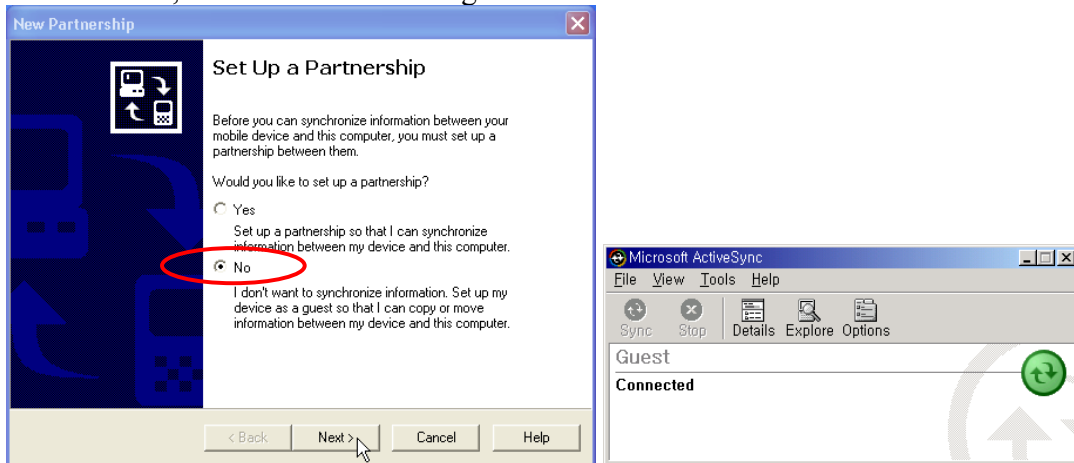 New Partnership
Set Up a Partnership
Before you can synchronize information between your
mobile device and this computer, you must set up a
partnership between them.
Would you like to set up a partnership?
Yes
Set up a partnership so that I can synchronize
information between my device and this computer.
No
I don't want to synchronize information. Set up my
device as a guest so that I can copy or move
information between my device and this computer.
< Back Next > Cancel Help
Microsoft ActiveSync
File View Tools Help
Sync Stop Details Explore Options
Guest
Connected